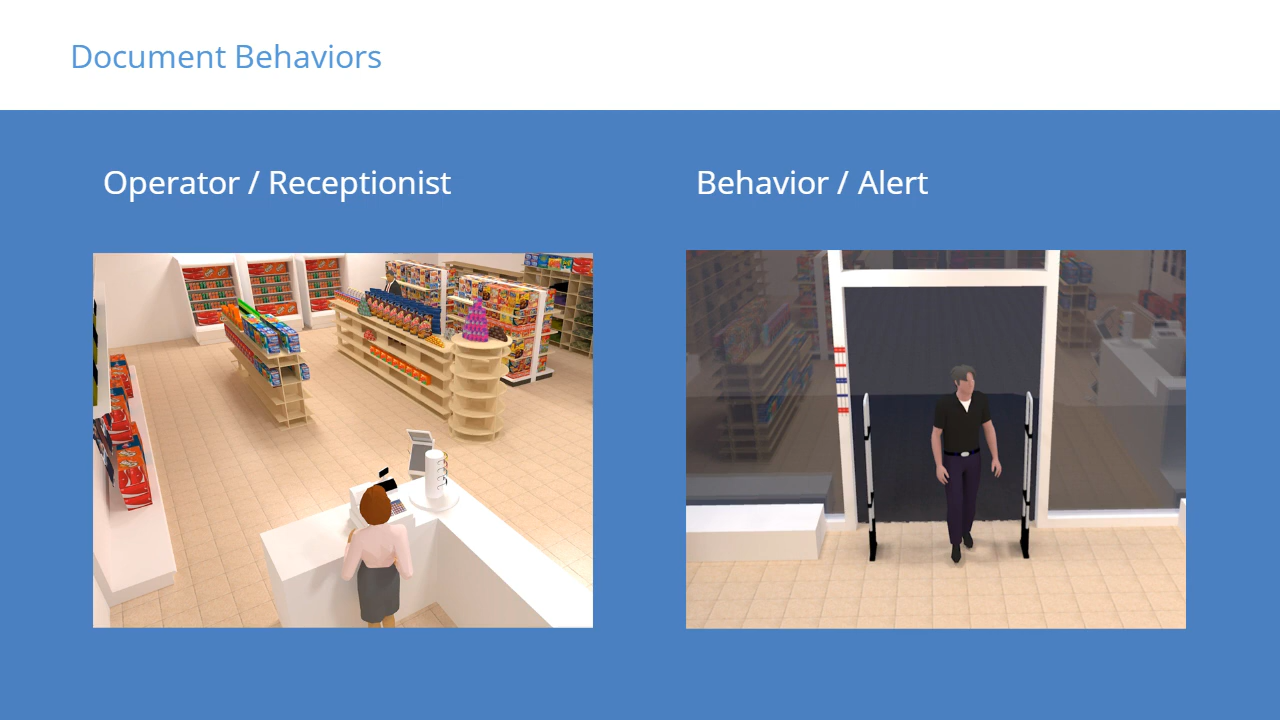 Document Behaviors
Operator / Receptionist
Behavior / Alert